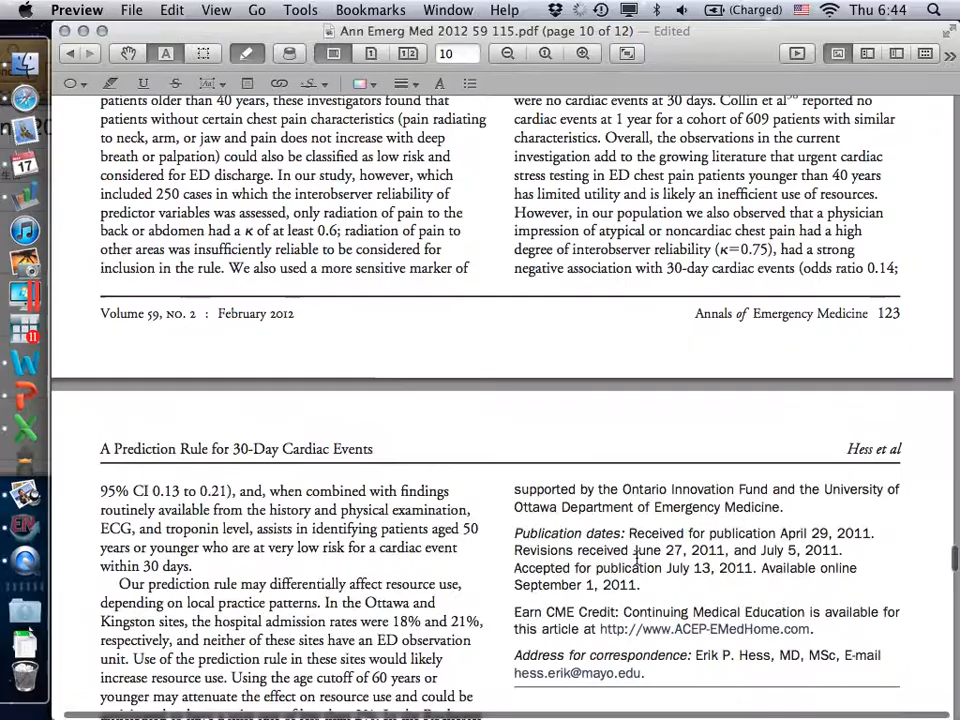 Preview File Edit View Go Tools Bookmarks Window Help (Charged) Thu 6:44
Ann Emerg Med 2012 59 115.pdf (page 10 of 12) — Edited
10
17
11
patients older than 40 years, these investigators found that
patients without certain chest pain characteristics (pain radiating
to neck, arm, or jaw and pain does not increase with deep
breath or palpation) could also be classified as low risk and
considered for ED discharge. In our study, however, which
included 250 cases in which the interobserver reliability of
predictor variables was assessed, only radiation of pain to the
back or abdomen had a κ of at least 0.6; radiation of pain to
other areas was insufficiently reliable to be considered for
inclusion in the rule. We also used a more sensitive marker of
were no cardiac events at 30 days. Collin et al reported no
cardiac events at 1 year for a cohort of 609 patients with similar
characteristics. Overall, the observations in the current
investigation add to the growing literature that urgent cardiac
stress testing in ED chest pain patients younger than 40 years
has limited utility and is likely an inefficient use of resources.
However, in our population we also observed that a physician
impression of atypical or noncardiac chest pain had a high
degree of interobserver reliability (κ=0.75), had a strong
negative association with 30-day cardiac events (odds ratio 0.14;
Volume 59, NO. 2 : February 2012
Annals of Emergency Medicine 123
A Prediction Rule for 30-Day Cardiac Events
Hess et al
95% CI 0.13 to 0.21), and, when combined with findings
routinely available from the history and physical examination,
ECG, and troponin level, assists in identifying patients aged 50
years or younger who are at very low risk for a cardiac event
within 30 days.
Our prediction rule may differentially affect resource use,
depending on local practice patterns. In the Ottawa and
Kingston sites, the hospital admission rates were 18% and 21%,
respectively, and neither of these sites have an ED observation
unit. Use of the prediction rule in these sites would likely
increase resource use. Using the age cutoff of 60 years or
younger may attenuate the effect on resource use and could be
supported by the Ontario Innovation Fund and the University of
Ottawa Department of Emergency Medicine.
Publication dates: Received for publication April 29, 2011.
Revisions received June 27, 2011, and July 5, 2011.
Accepted for publication July 13, 2011. Available online
September 1, 2011.
Earn CME Credit: Continuing Medical Education is available for
this article at http://www.ACEP-EMedHome.com.
Address for correspondence: Erik P. Hess, MD, MSc, E-mail
hess.erik@mayo.edu.